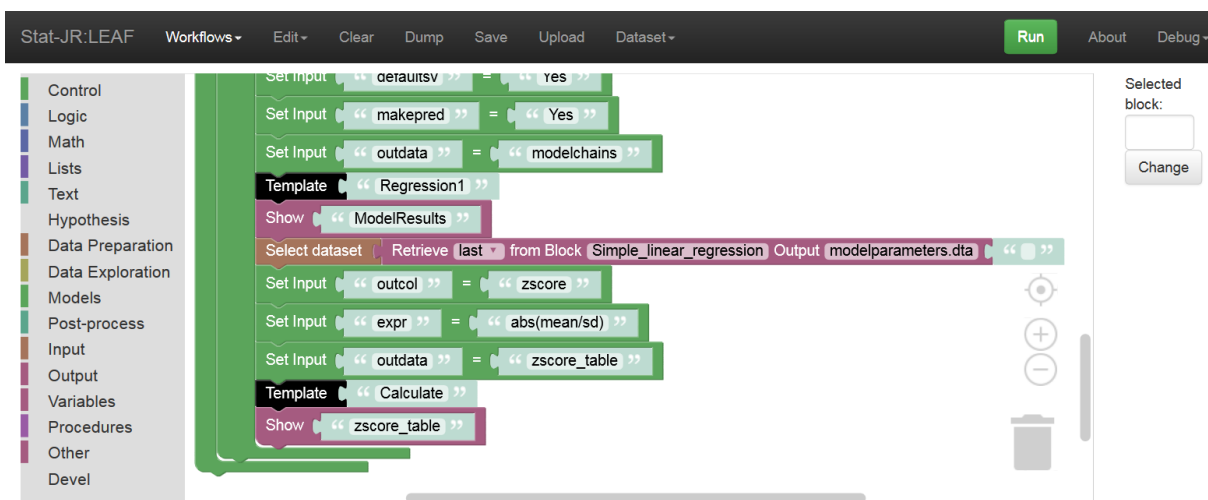 Stat-JR:LEAF Workflows Edit Clear Dump Save Upload Dataset Run About Debug
Control
Logic
Math
Lists
Text
Hypothesis
Data Preparation
Data Exploration
Models
Post-process
Input
Output
Variables
Procedures
Other
Devel
Set Input “ defaultsv ” = “ Yes ”
Set Input “ makepred ” = “ Yes ”
Set Input “ outdata ” = “ modelchains ”
Template “ Regression1 ”
Show “ ModelResults ”
Select dataset Retrieve last from Block Simple_linear_regression Output modelparameters.dta “ ”
Set Input “ outcol ” = “ zscore ”
Set Input “ expr ” = “ abs(mean/sd) ”
Set Input “ outdata ” = “ zscore_table ”
Template “ Calculate ”
Show “ zscore_table ”
Selected
block:
Change